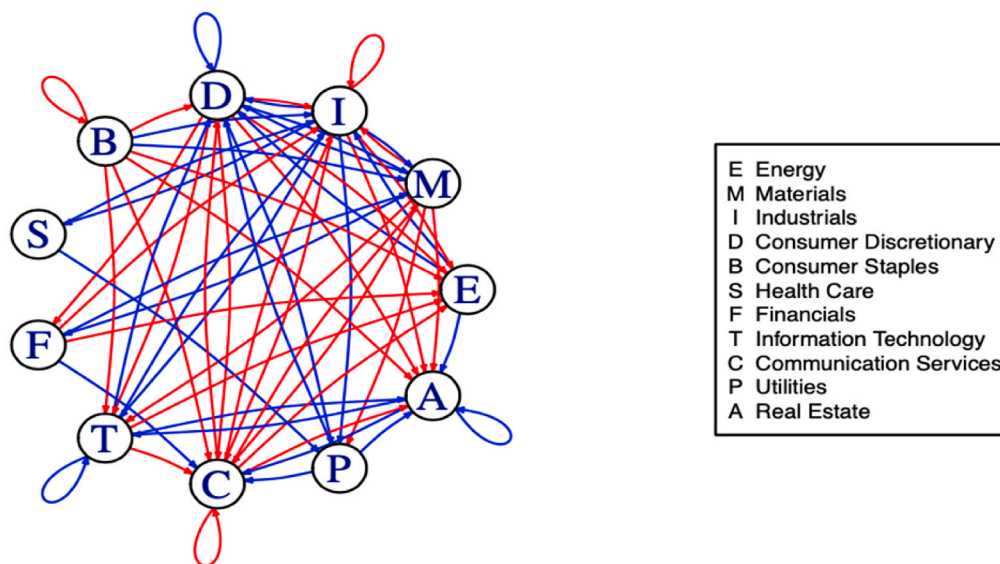 D
I
B
M
S
E
F
A
T
P
C
E Energy
M Materials
I Industrials
D Consumer Discretionary
B Consumer Staples
S Health Care
F Financials
T Information Technology
C Communication Services
P Utilities
A Real Estate